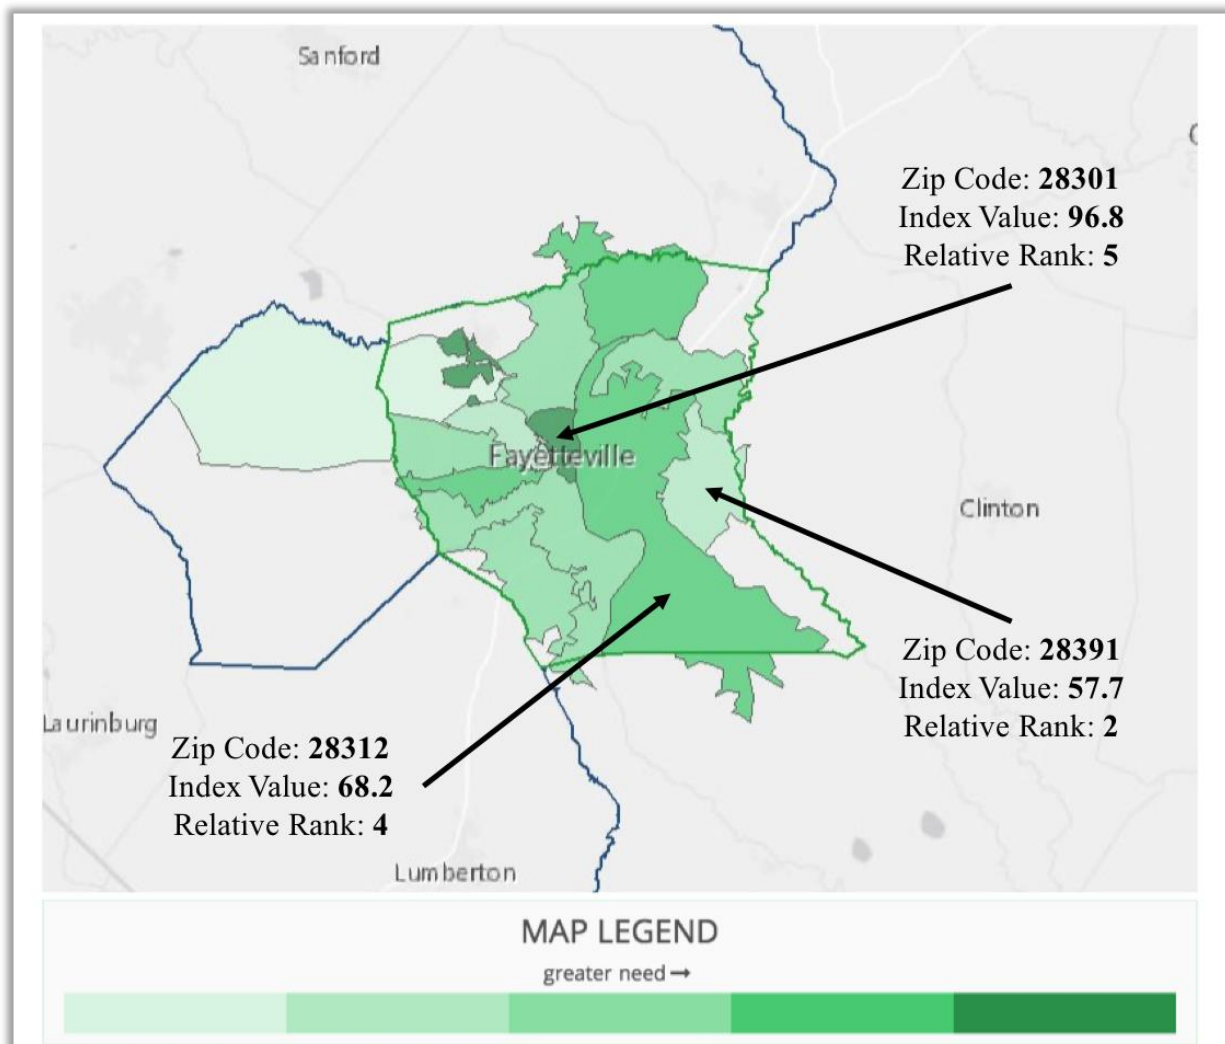 Sanford
Zip Code: 28301
Index Value: 96.8
Relative Rank: 5
Fayetteville
Clinton
Zip Code: 28391
Index Value: 57.7
Relative Rank: 2
Laurinburg
Zip Code: 28312
Index Value: 68.2
Relative Rank: 4
Lumberton
MAP LEGEND
greater need →